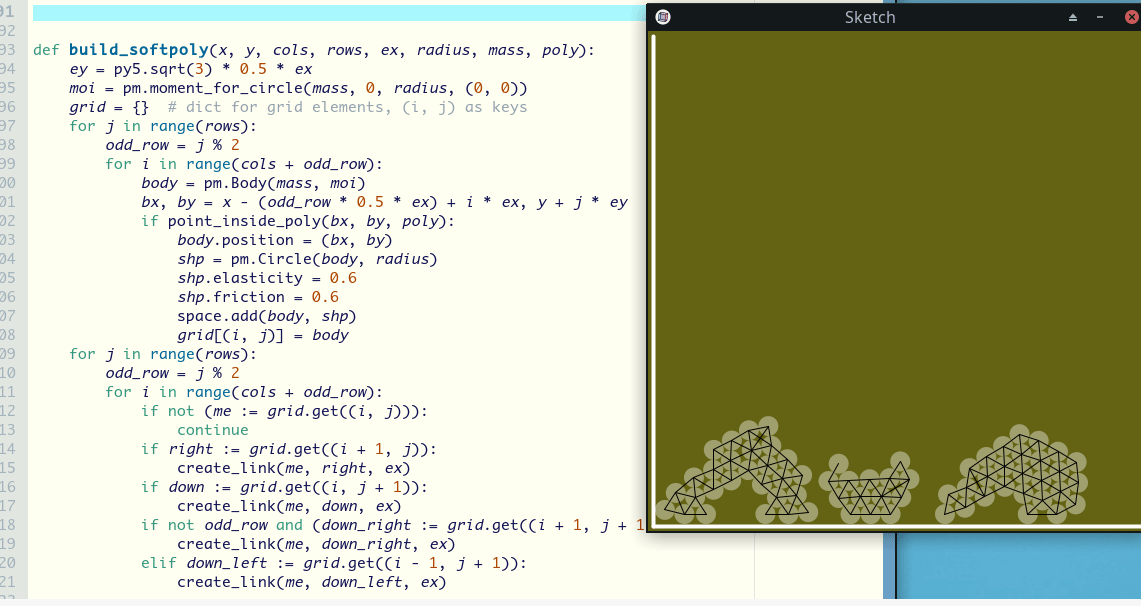 91
92
93 def build_softpoly(x, y, cols, rows, ex, radius, mass, poly):
94     ey = py5.sqrt(3) * 0.5 * ex
95     moi = pm.moment_for_circle(mass, 0, radius, (0, 0))
96     grid = {}  # dict for grid elements, (i, j) as keys
97     for j in range(rows):
98         odd_row = j % 2
99         for i in range(cols + odd_row):
00             body = pm.Body(mass, moi)
01             bx, by = x - (odd_row * 0.5 * ex) + i * ex, y + j * ey
02             if point_inside_poly(bx, by, poly):
03                 body.position = (bx, by)
04                 shp = pm.Circle(body, radius)
05                 shp.elasticity = 0.6
06                 shp.friction = 0.6
07                 space.add(body, shp)
08                 grid[(i, j)] = body
09     for j in range(rows):
10         odd_row = j % 2
11         for i in range(cols + odd_row):
12             if not (me := grid.get((i, j))):
13                 continue
14             if right := grid.get((i + 1, j)):
15                 create_link(me, right, ex)
16             if down := grid.get((i, j + 1)):
17                 create_link(me, down, ex)
18             if not odd_row and (down_right := grid.get((i + 1, j + 1
19                 create_link(me, down_right, ex)
20             elif down_left := grid.get((i - 1, j + 1)):
21                 create_link(me, down_left, ex)
Sketch